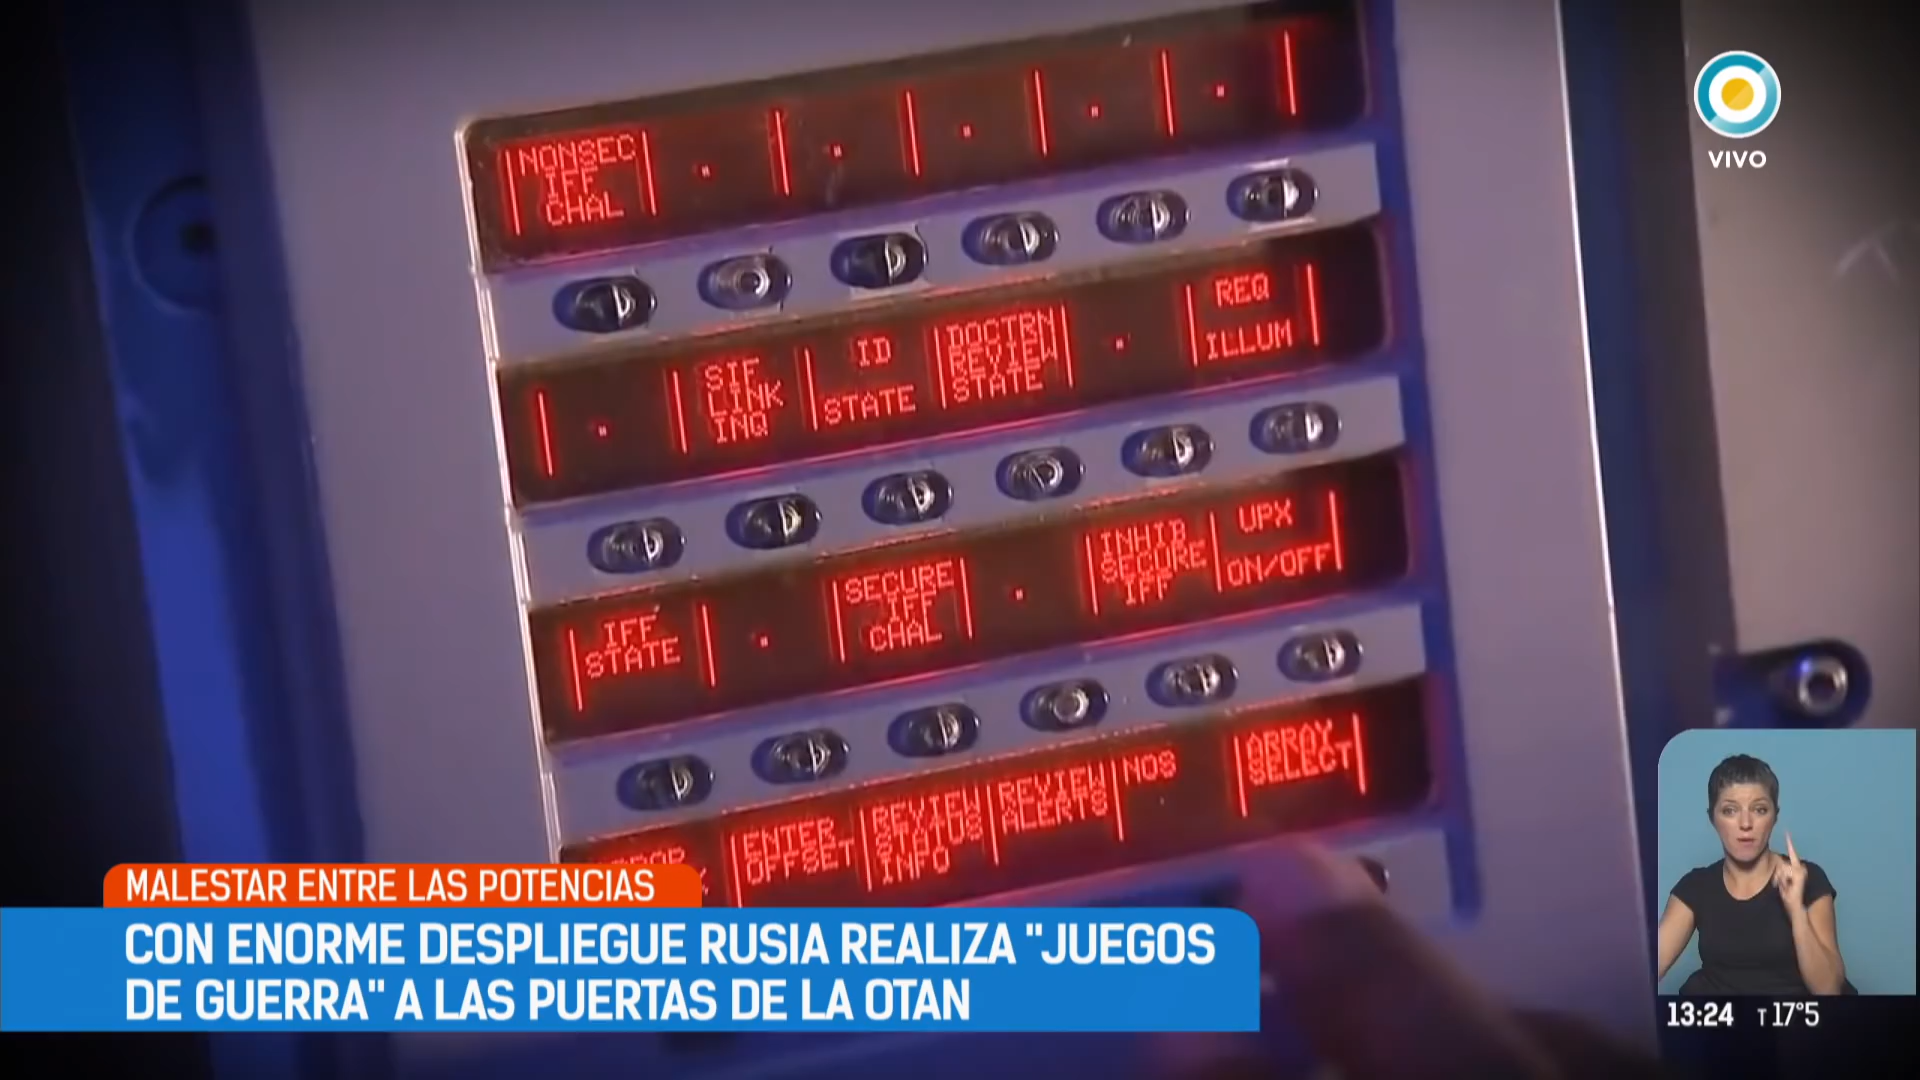 VIVO
NONSEC
IFF
CHAL
SIF
LINK
INQ
ID
STATE
DOCTRN
REVIEW
STATE
REQ
ILLUM
IFF
STATE
SECURE
IFF
CHAL
INHIB
SECURE
IFF
UPX
ON/OFF
ENTER
OFFSET
REVIEW
STATUS
INFO
REVIEW
ALERTS
NOS
ARRAY
SELECT
MALESTAR ENTRE LAS POTENCIAS
CON ENORME DESPLIEGUE RUSIA REALIZA "JUEGOS
DE GUERRA" A LAS PUERTAS DE LA OTAN
13:24 T 17°5